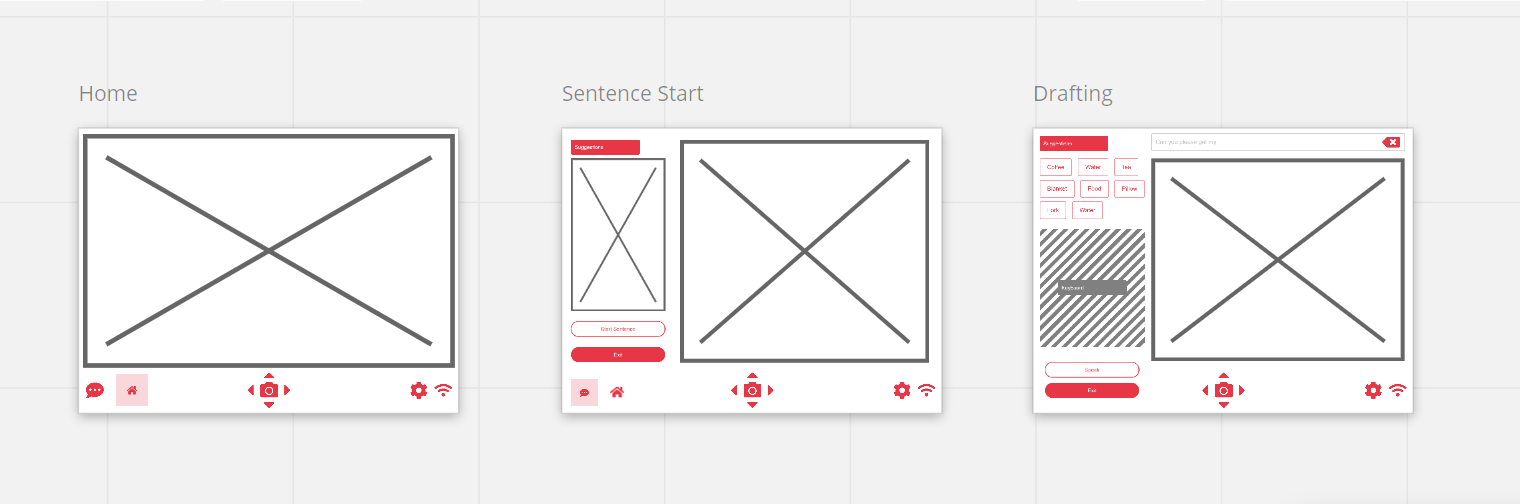 Home
Sentence Start
Drafting
Suggestions
Start Sentence
Exit
Suggestions
Can you please get my
Coffee
Water
Tea
Blanket
Food
Pillow
Fork
Water
Keyboard
Speak
Exit